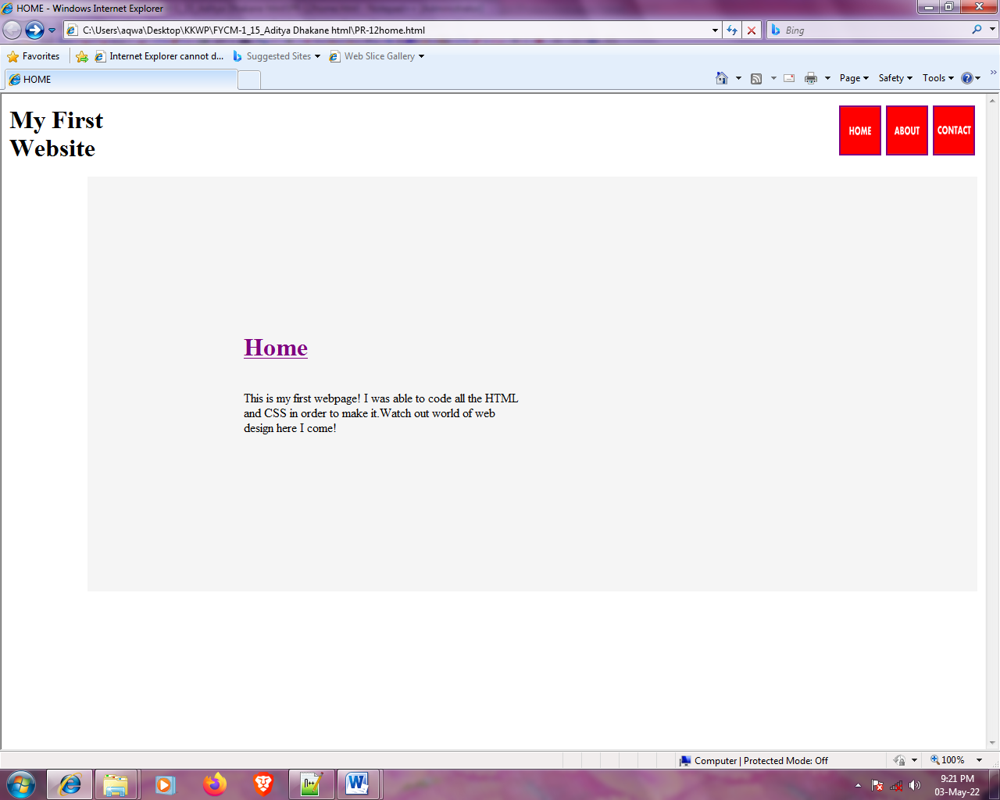 HOME - Windows Internet Explorer
C:\Users\aqwa\Desktop\KKWP\FYCM-1_15_Aditya Dhakane html\PR-12home.html
Bing
Favorites
Internet Explorer cannot d...
Suggested Sites
Web Slice Gallery
HOME
Page
Safety
Tools
My First
Website
HOME
ABOUT
CONTACT
Home
This is my first webpage! I was able to code all the HTML
and CSS in order to make it.Watch out world of web
design here I come!
Computer | Protected Mode: Off
100%
9:21 PM
03-May-22